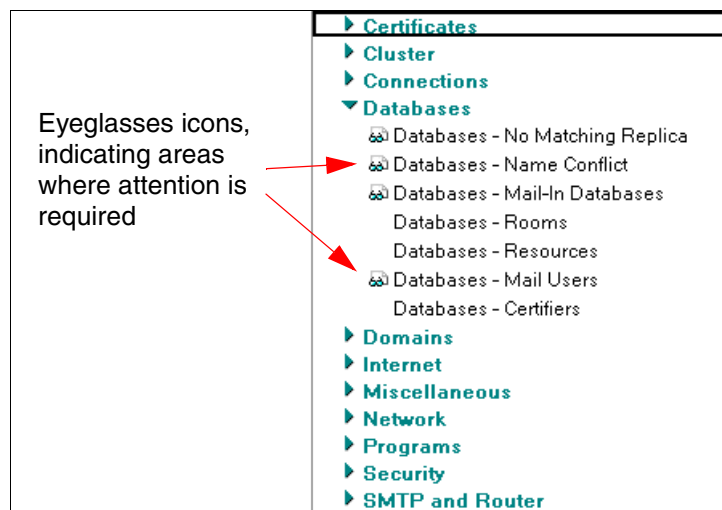 Eyeglasses icons,
indicating areas
where attention is
required
Certificates
Cluster
Connections
Databases
Databases - No Matching Replica
Databases - Name Conflict
Databases - Mail-In Databases
Databases - Rooms
Databases - Resources
Databases - Mail Users
Databases - Certifiers
Domains
Internet
Miscellaneous
Network
Programs
Security
SMTP and Router